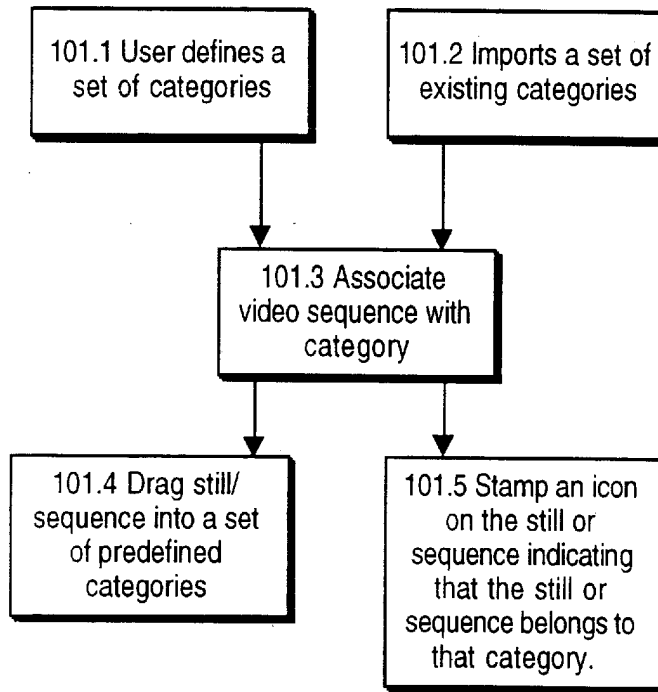 101.1 User defines a
set of categories
101.2 Imports a set of
existing categories
101.3 Associate
video sequence with
category
101.4 Drag still/
sequence into a set
of predefined
categories
101.5 Stamp an icon
on the still or
sequence indicating
that the still or
sequence belongs to
that category.